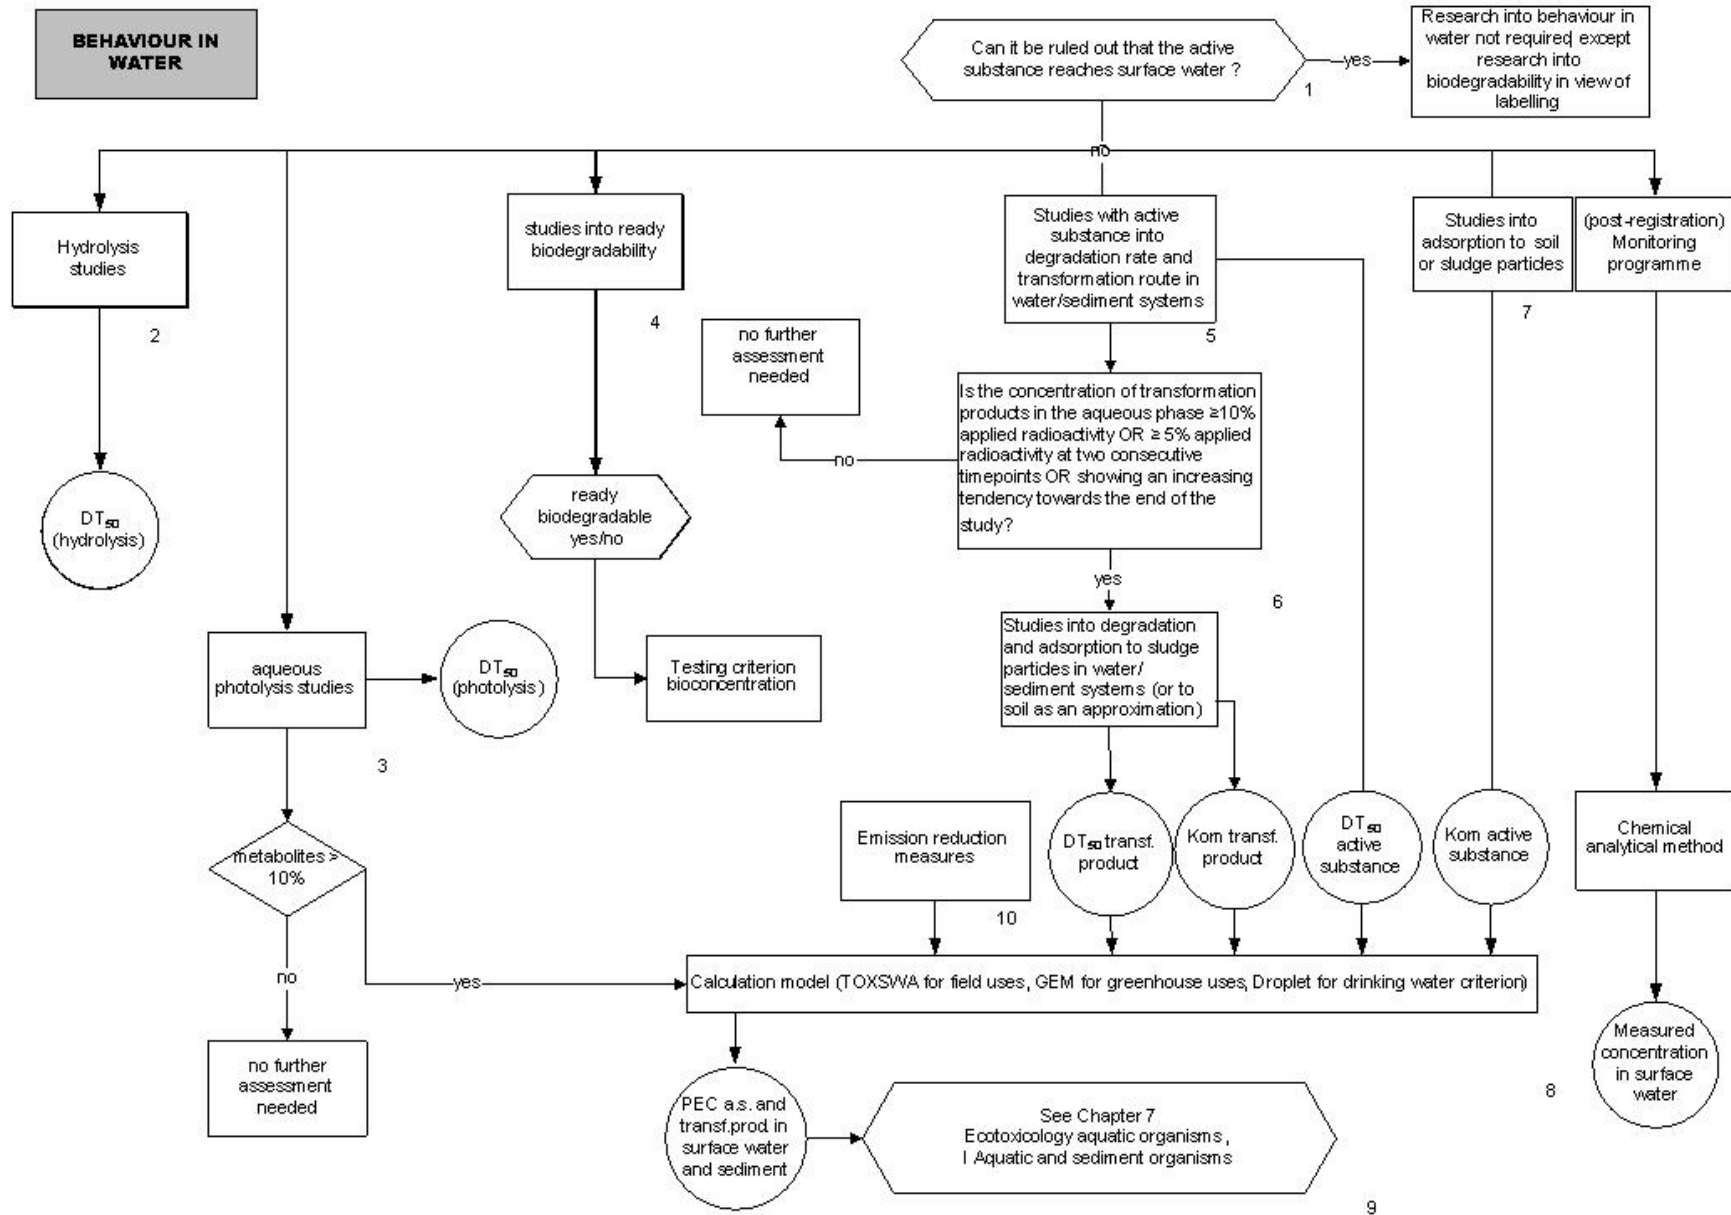 BEHAVIOUR IN
WATER
Can it be ruled out that the active
substance reaches surface water ?
yes
1
Research into behaviour in
water not required, except
research into
biodegradability in view of
labelling
no
Hydrolysis
studies
2
studies into ready
biodegradability
4
Studies with active
substance into
degradation rate and
transformation route in
water/sediment systems
5
Studies into
adsorption to soil
or sludge particles
7
(post-registration)
Monitoring
programme
no further
assessment
needed
no
Is the concentration of transformation
products in the aqueous phase ≥10%
applied radioactivity OR ≥ 5% applied
radioactivity at two consecutive
timepoints OR showing an increasing
tendency towards the end of the
study?
yes
6
DT50
(hydrolysis)
ready
biodegradable
yes/no
aqueous
photolysis studies
3
DT50
(photolysis)
Testing criterion
bioconcentration
Studies into degradation
and adsorption to sludge
particles in water/
sediment systems (or to
soil as an approximation)
metabolites >
10%
no
yes
Emission reduction
measures
10
DT50 transf.
product
Kom transf.
product
DT50
active
substance
Kom active
substance
Chemical
analytical method
Calculation model (TOXSWA for field uses, GEM for greenhouse uses, Droplet for drinking water criterion)
8
no further
assessment
needed
PEC a.s. and
transf.prod. in
surface water
and sediment
See Chapter 7
Ecotoxicology aquatic organisms ,
I Aquatic and sediment organisms
9
Measured
concentration
in surface
water